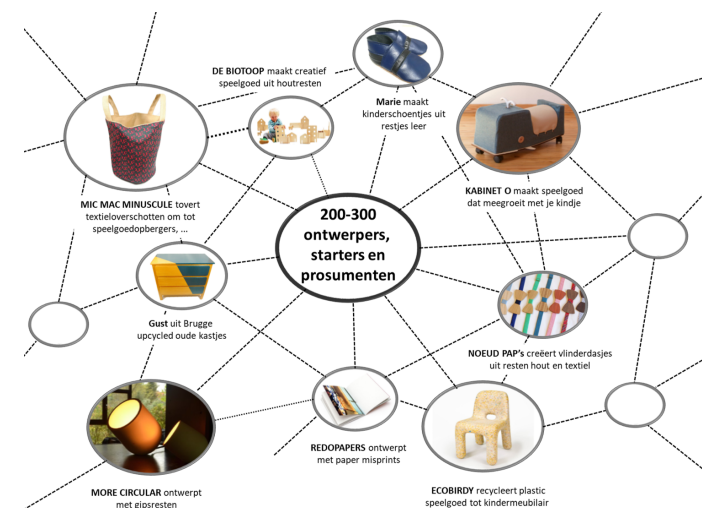 DE BIOTOOP maakt creatief
speelgoed uit houtresten
Marie maakt
kinderschoentjes uit
restjes leer
MIC MAC MINUSCULE tovert
textieloverschotten om tot
speelgoedopbergers, ...
KABINET O maakt speelgoed
dat meegroeit met je kindje
200-300
ontwerpers,
starters en
prosumenten
Gust uit Brugge
upcycled oude kastjes
NOEUD PAP's creëert vlinderdasjes
uit resten hout en textiel
REDOPAPERS ontwerpt
met paper misprints
MORE CIRCULAR ontwerpt
met gipsresten
ECOBIRDY recycleert plastic
speelgoed tot kindermeubilair